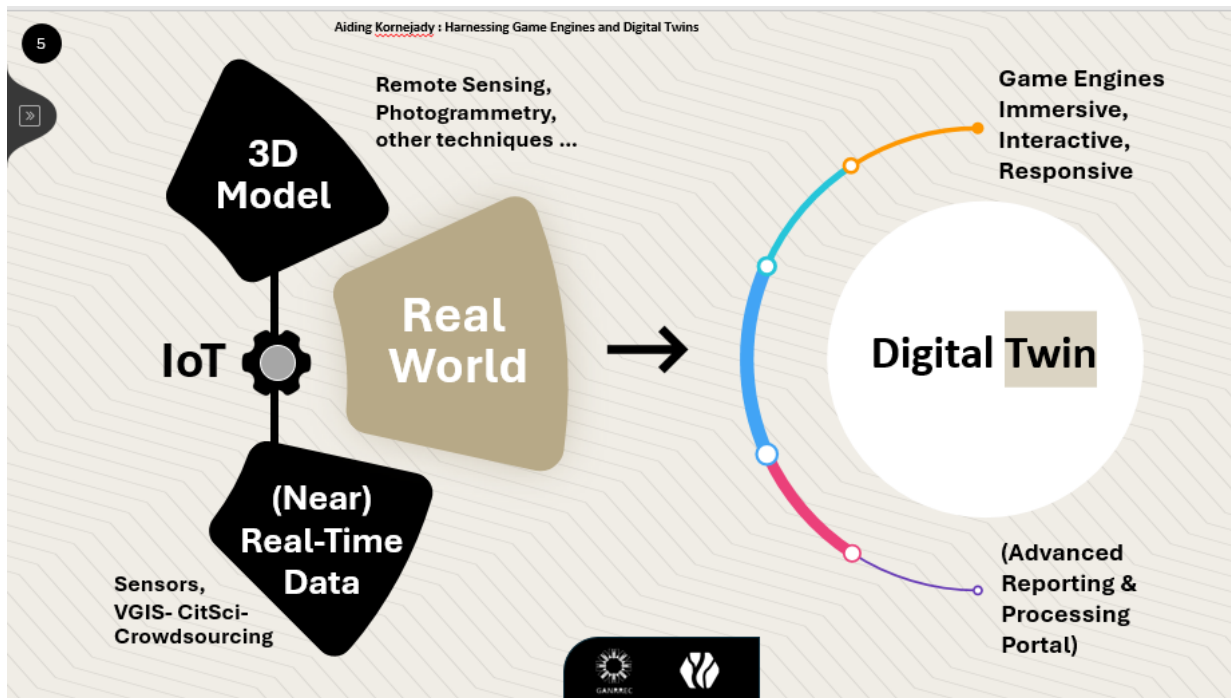 Aiding Kornejady : Harnessing Game Engines and Digital Twins
5
3D
Model
Remote Sensing,
Photogrammetry,
other techniques ...
Real
World
IoT
(Near)
Real-Time
Data
Sensors,
VGIS- CitSci-
Crowdsourcing
Game Engines
Immersive,
Interactive,
Responsive
Digital Twin
(Advanced
Reporting &
Processing
Portal)
GANRREC